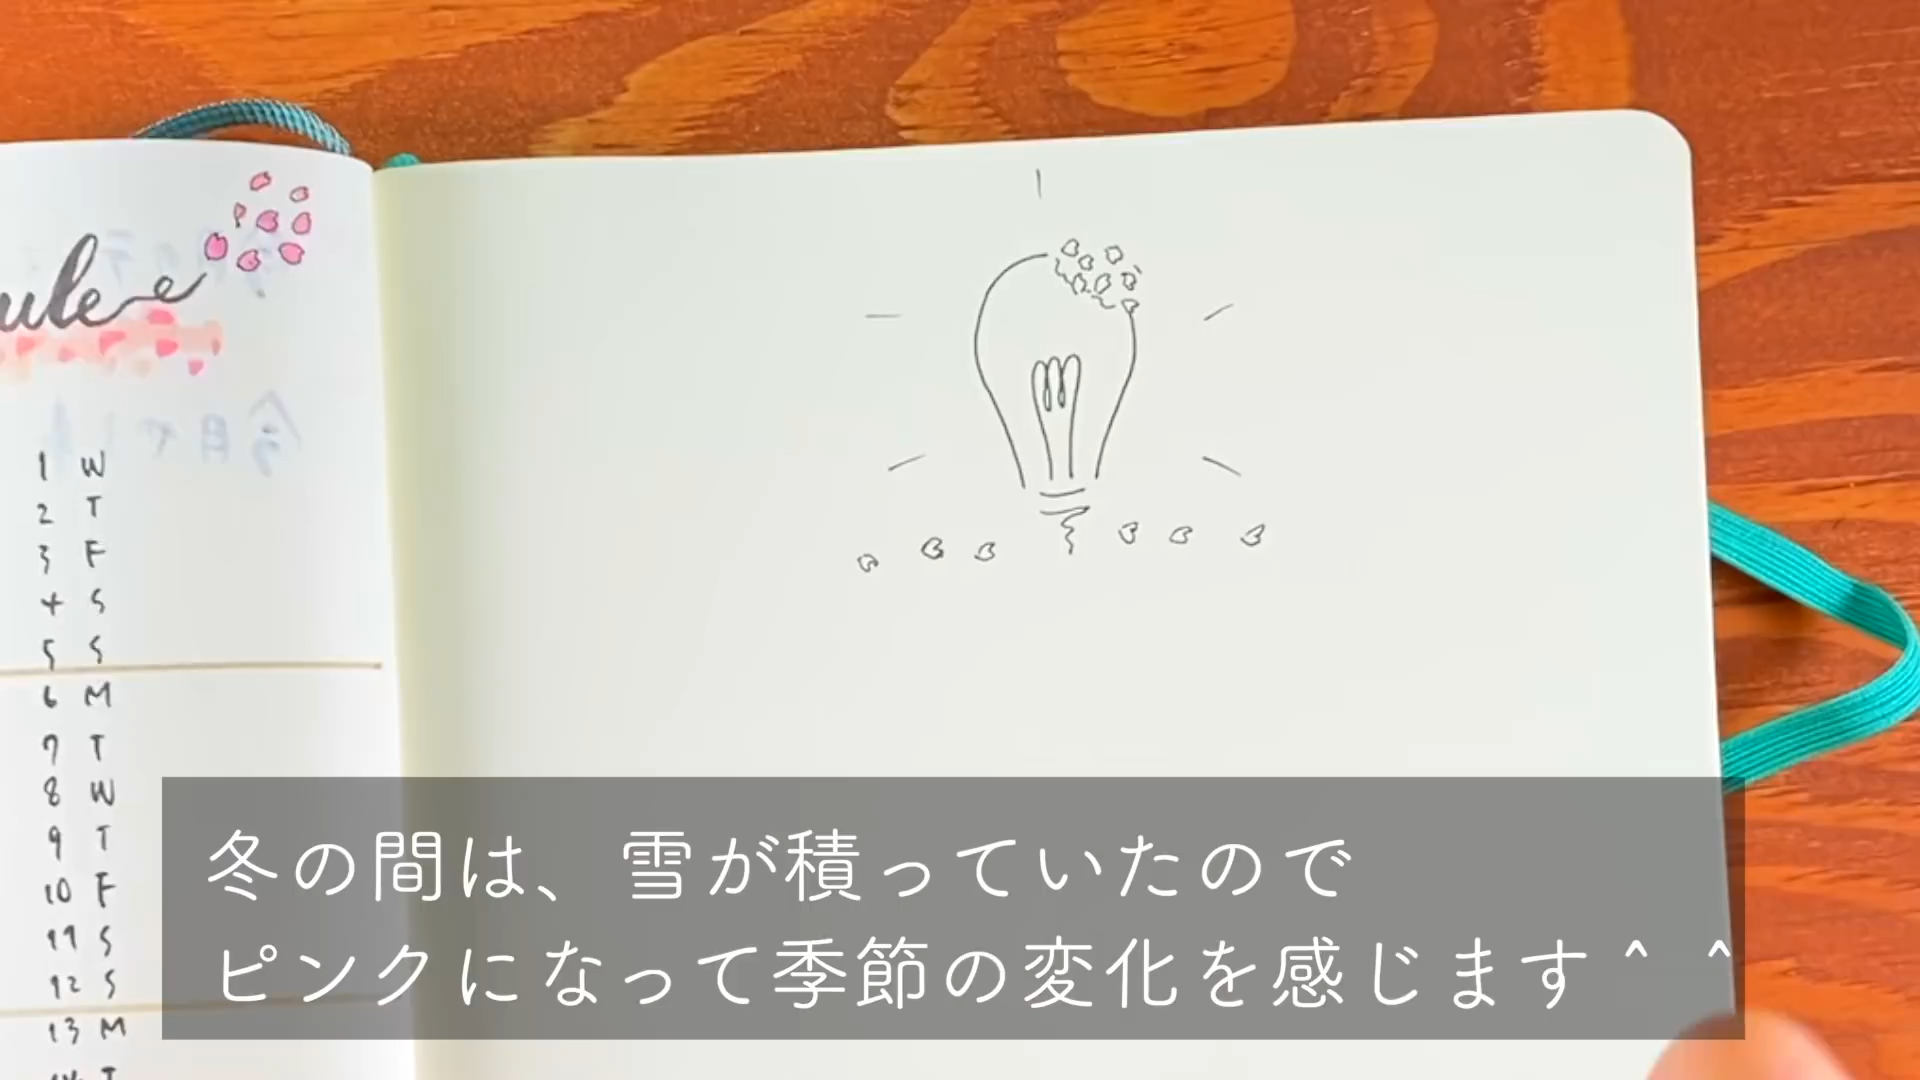 ule
1 W
2 T
3 F
4 S
5 S
6 M
7 T
8 W
9 T
10 F
11 S
12 S
13 M
冬の間は、雪が積っていたので
ピンクになって季節の変化を感じます^ ^